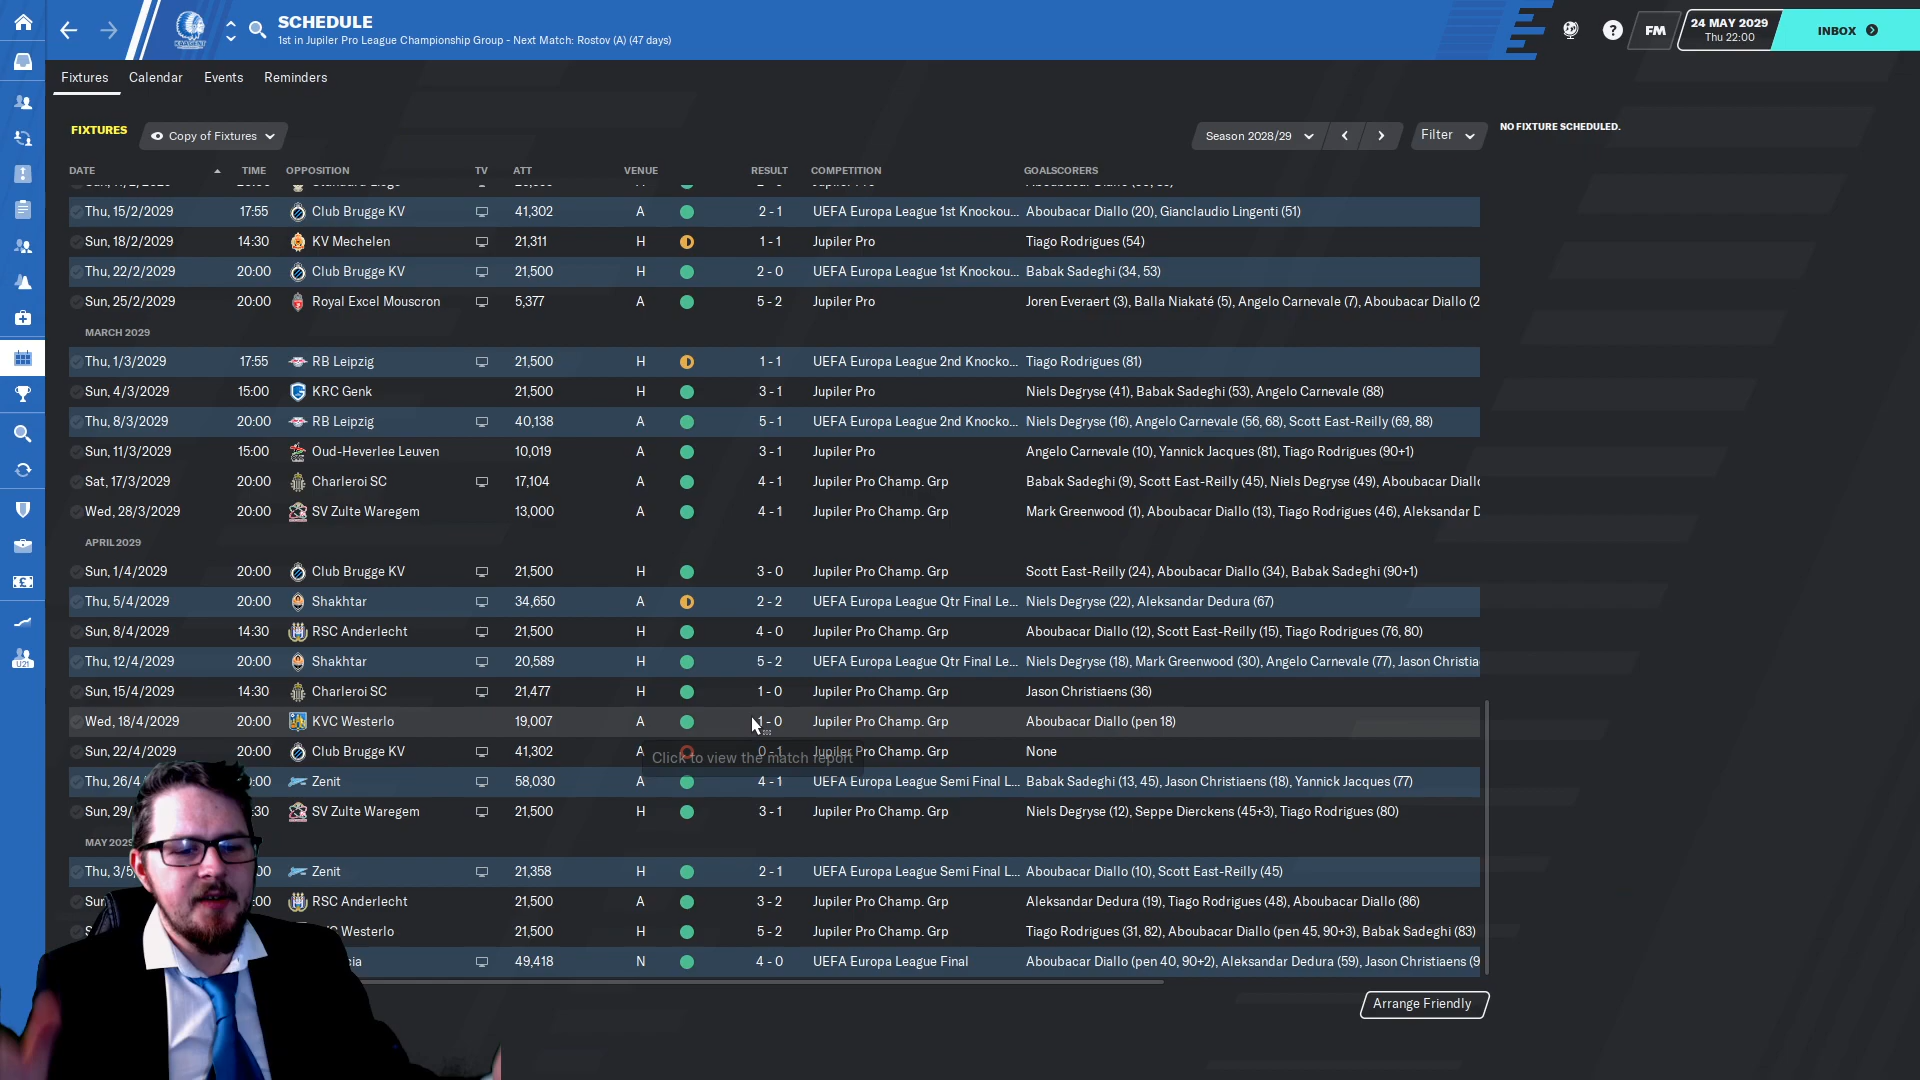 SCHEDULE
1st in Jupiler Pro League Championship Group - Next Match: Rostov (A) (47 days)
FM
24 MAY 2029
Thu 22:00
INBOX
Fixtures Calendar Events Reminders
FIXTURES Copy of Fixtures Season 2028/29 Filter NO FIXTURE SCHEDULED.
DATE TIME OPPOSITION TV ATT VENUE RESULT COMPETITION GOALSCORERS
Thu, 15/2/2029 17:55 Club Brugge KV 41,302 A 2 - 1 UEFA Europa League 1st Knockou... Aboubacar Diallo (20), Gianclaudio Lingenti (51)
Sun, 18/2/2029 14:30 KV Mechelen 21,311 H 1 - 1 Jupiler Pro Tiago Rodrigues (54)
Thu, 22/2/2029 20:00 Club Brugge KV 21,500 H 2 - 0 UEFA Europa League 1st Knockou... Babak Sadeghi (34, 53)
Sun, 25/2/2029 20:00 Royal Excel Mouscron 5,377 A 5 - 2 Jupiler Pro Joren Everaert (3), Balla Niakaté (5), Angelo Carnevale (7), Aboubacar Diallo (2
MARCH 2029
Thu, 1/3/2029 17:55 RB Leipzig 21,500 H 1 - 1 UEFA Europa League 2nd Knocko... Tiago Rodrigues (81)
Sun, 4/3/2029 15:00 KRC Genk 21,500 H 3 - 1 Jupiler Pro Niels Degryse (41), Babak Sadeghi (53), Angelo Carnevale (88)
Thu, 8/3/2029 20:00 RB Leipzig 40,138 A 5 - 1 UEFA Europa League 2nd Knocko... Niels Degryse (16), Angelo Carnevale (56, 68), Scott East-Reilly (69, 88)
Sun, 11/3/2029 15:00 Oud-Heverlee Leuven 10,019 A 3 - 1 Jupiler Pro Angelo Carnevale (10), Yannick Jacques (81), Tiago Rodrigues (90+1)
Sat, 17/3/2029 20:00 Charleroi SC 17,104 A 4 - 1 Jupiler Pro Champ. Grp Babak Sadeghi (9), Scott East-Reilly (45), Niels Degryse (49), Aboubacar Diallo
Wed, 28/3/2029 20:00 SV Zulte Waregem 13,000 A 4 - 1 Jupiler Pro Champ. Grp Mark Greenwood (1), Aboubacar Diallo (13), Tiago Rodrigues (46), Aleksandar D
APRIL 2029
Sun, 1/4/2029 20:00 Club Brugge KV 21,500 H 3 - 0 Jupiler Pro Champ. Grp Scott East-Reilly (24), Aboubacar Diallo (34), Babak Sadeghi (90+1)
Thu, 5/4/2029 20:00 Shakhtar 34,650 A 2 - 2 UEFA Europa League Qtr Final Le... Niels Degryse (22), Aleksandar Dedura (67)
Sun, 8/4/2029 14:30 RSC Anderlecht 21,500 H 4 - 0 Jupiler Pro Champ. Grp Aboubacar Diallo (12), Scott East-Reilly (15), Tiago Rodrigues (76, 80)
Thu, 12/4/2029 20:00 Shakhtar 20,589 H 5 - 2 UEFA Europa League Qtr Final Le... Niels Degryse (18), Mark Greenwood (30), Angelo Carnevale (77), Jason Christia
Sun, 15/4/2029 14:30 Charleroi SC 21,477 H 1 - 0 Jupiler Pro Champ. Grp Jason Christiaens (36)
Wed, 18/4/2029 20:00 KVC Westerlo 19,007 A 1 - 0 Jupiler Pro Champ. Grp Aboubacar Diallo (pen 18)
Sun, 22/4/2029 20:00 Club Brugge KV 41,302 A 0 - 1 Jupiler Pro Champ. Grp None
Click to view the match report
Thu, 26/4 Zenit 58,030 A 4 - 1 UEFA Europa League Semi Final L... Babak Sadeghi (13, 45), Jason Christiaens (18), Yannick Jacques (77)
Sun, 29/ :30 SV Zulte Waregem 21,500 H 3 - 1 Jupiler Pro Champ. Grp Niels Degryse (12), Seppe Dierckens (45+3), Tiago Rodrigues (80)
MAY 2029
Thu, 3/5 :00 Zenit 21,358 H 2 - 1 UEFA Europa League Semi Final L... Aboubacar Diallo (10), Scott East-Reilly (45)
Sun :00 RSC Anderlecht 21,500 A 3 - 2 Jupiler Pro Champ. Grp Aleksandar Dedura (19), Tiago Rodrigues (48), Aboubacar Diallo (86)
Westerlo 21,500 H 5 - 2 Jupiler Pro Champ. Grp Tiago Rodrigues (31, 82), Aboubacar Diallo (pen 45, 90+3), Babak Sadeghi (83)
cia 49,418 N 4 - 0 UEFA Europa League Final Aboubacar Diallo (pen 40, 90+2), Aleksandar Dedura (59), Jason Christiaens (9
Arrange Friendly
U21